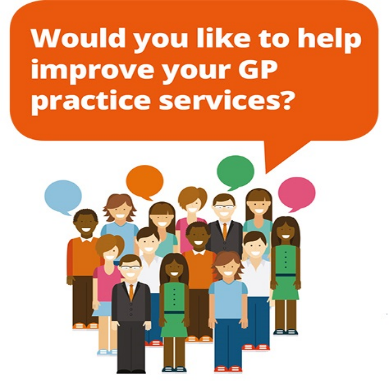 Would you like to help
improve your GP
practice services?